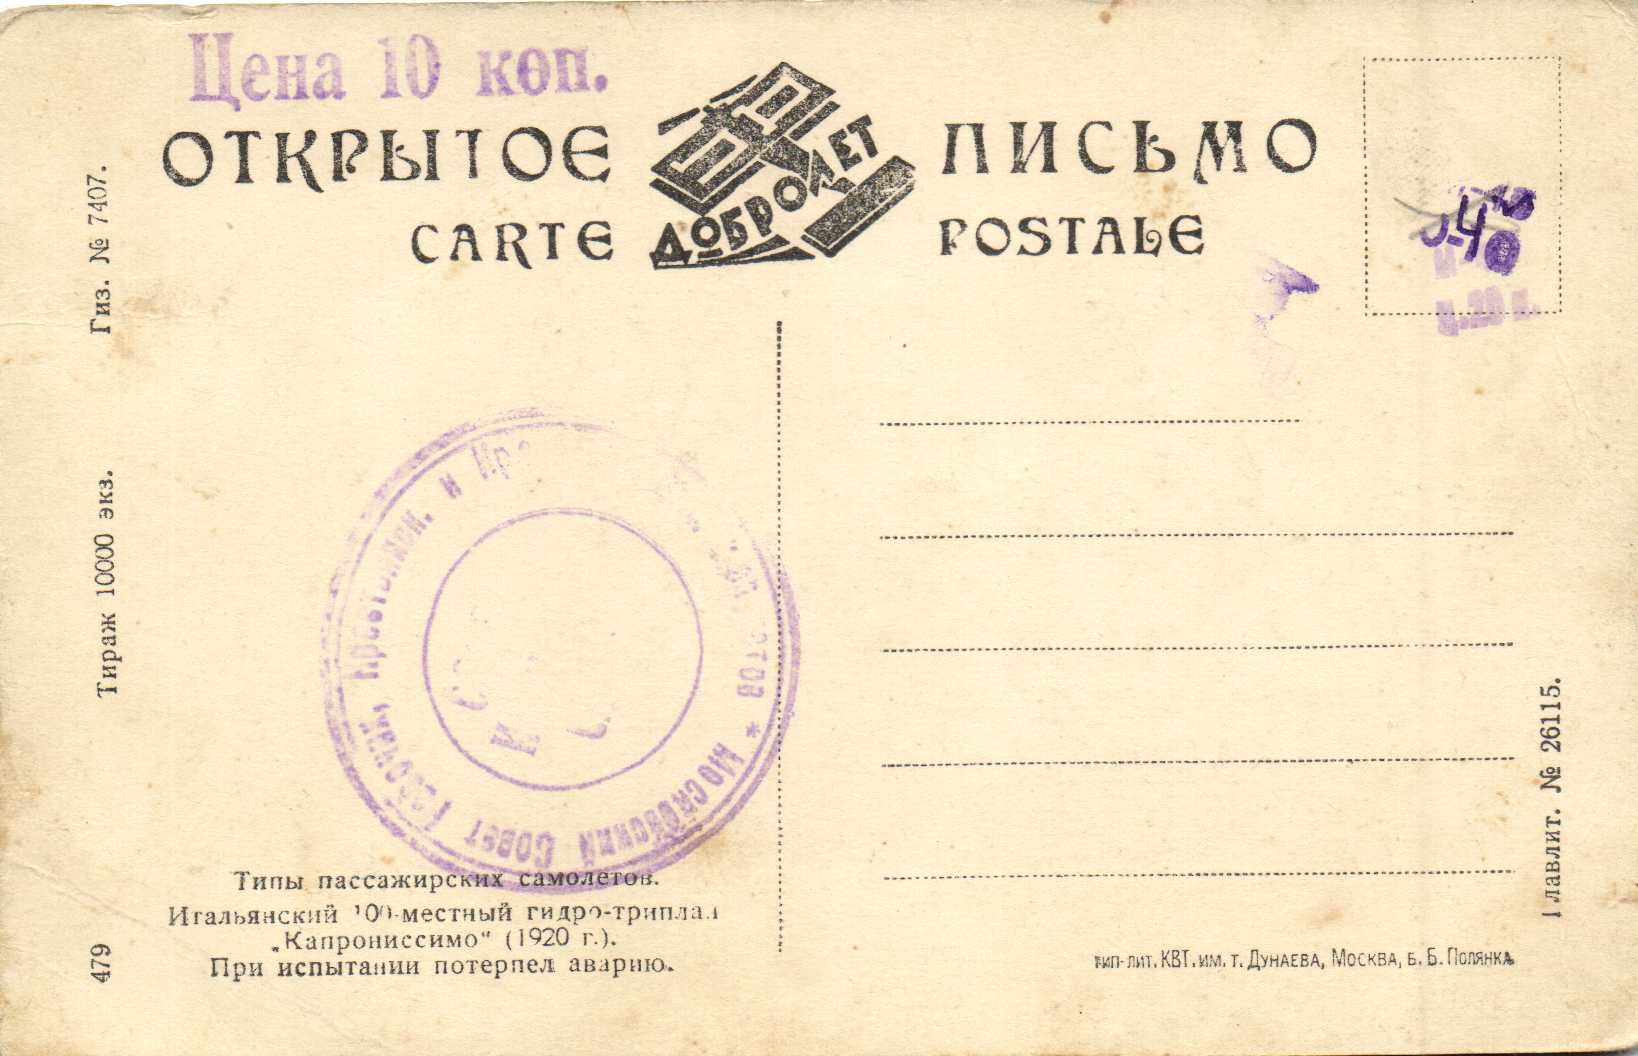 Цена 10 коп.
ОТКРЫТОЕ ПИСЬМО
CARTE POSTALE
ДОБРОЛЕТ
Гиз. № 7407.
Тираж 10000 экз.
479
Московский Совет Рабочих, Крестьянск. и
Типы пассажирских самолетов.
Итальянский 100-местный гидро-триплан
„Капрониссимо“ (1920 г.).
При испытании потерпел аварию.
Главлит. № 26115.
тип-лит. КВТ. им. т. Дунаева, Москва, Б. Б. Полянка